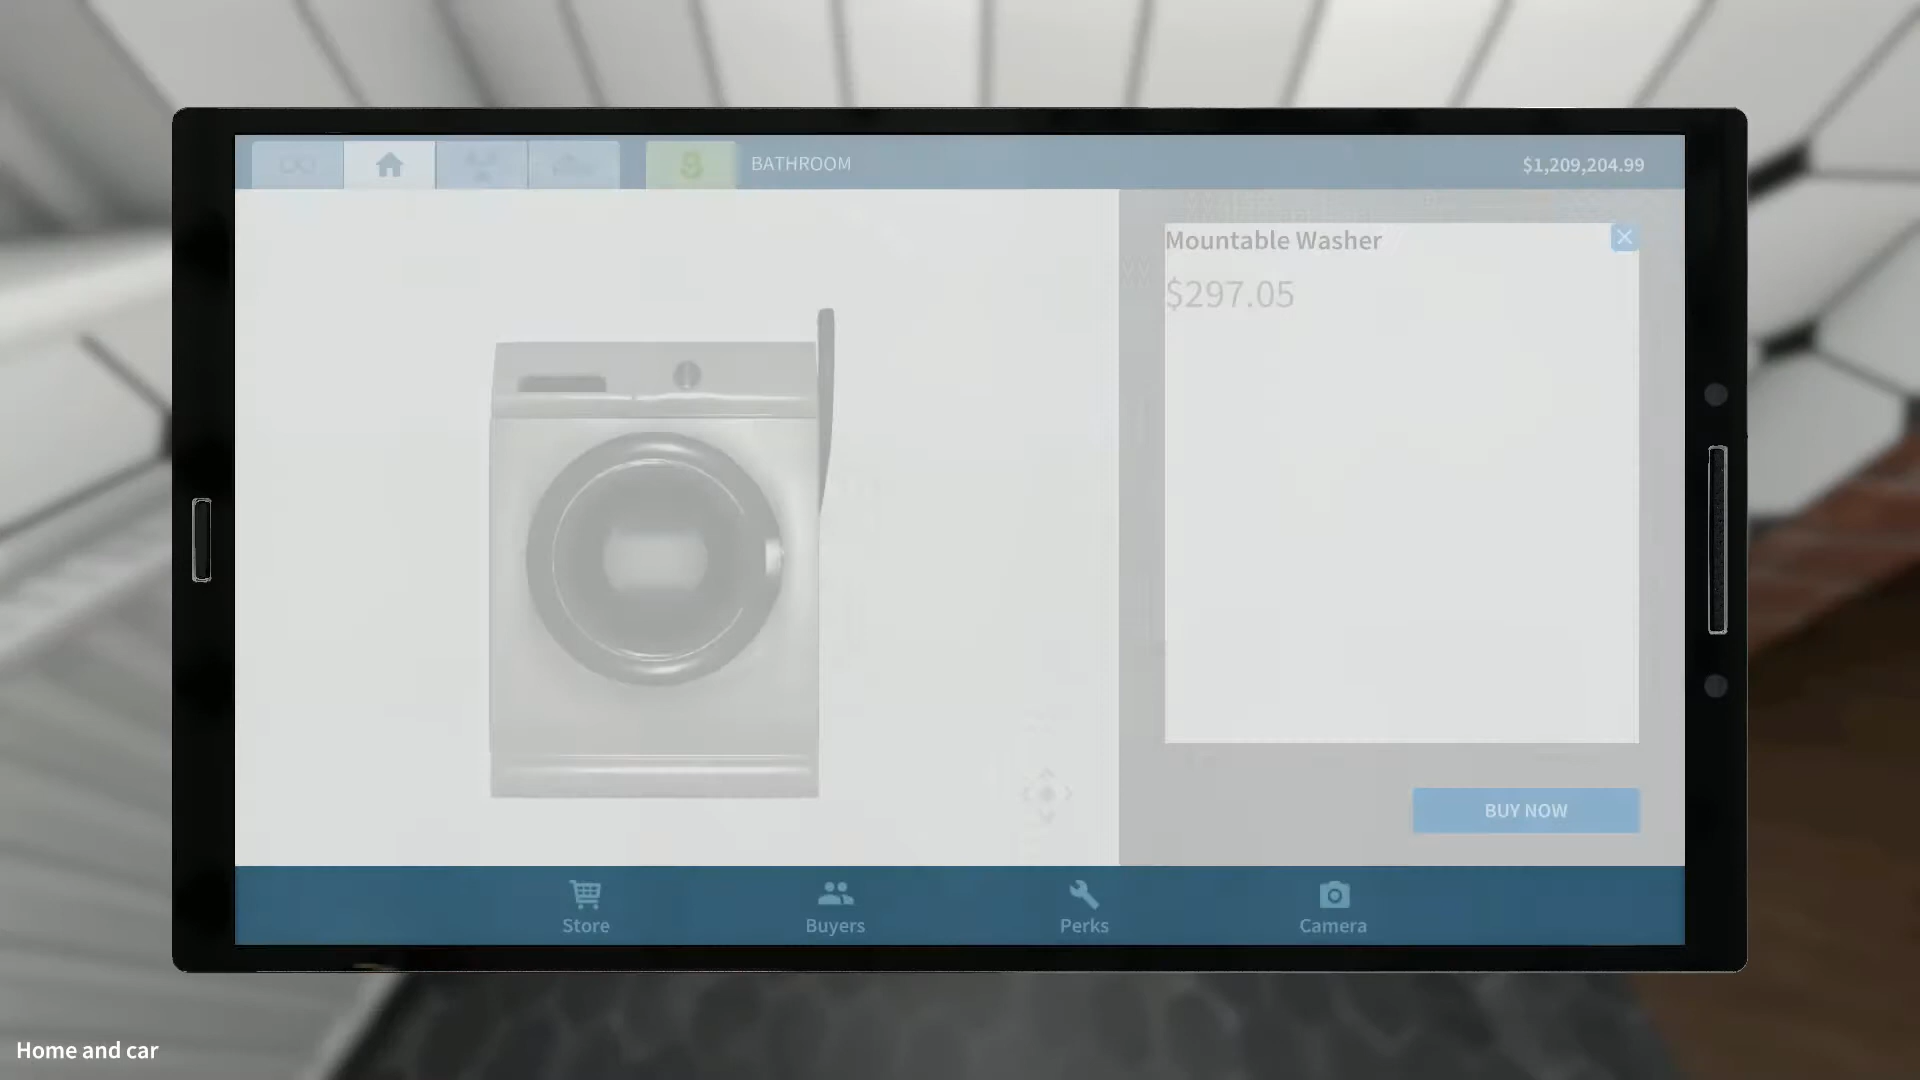 BATHROOM
$1,209,204.99
Mountable Washer
$297.05
BUY NOW
Store
Buyers
Perks
Camera
Home and car